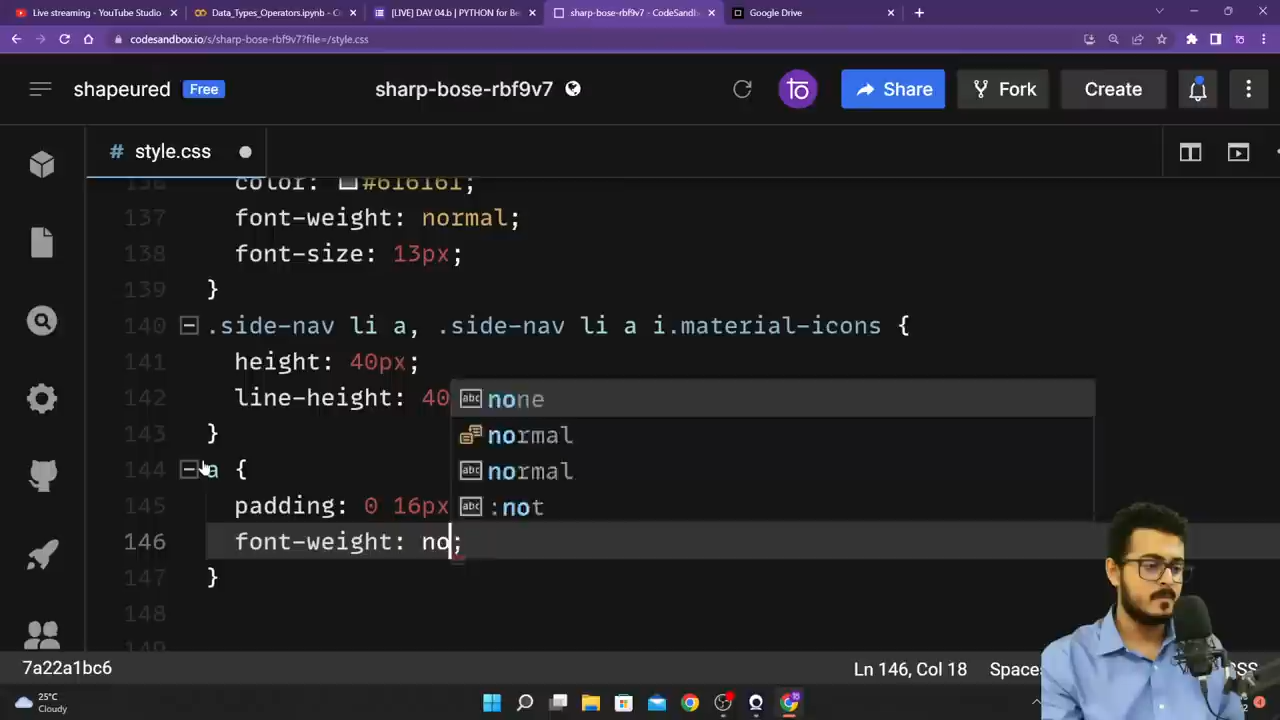 Live streaming - YouTube Studio
Data_Types_Operators.ipynb - C
[LIVE] DAY 04.b | PYTHON for Be
sharp-bose-rbf9v7 - CodeSandb
Google Drive
codesandbox.io/s/sharp-bose-rbf9v7?file=/style.css
shapeured Free
sharp-bose-rbf9v7
Share
Fork
Create
# style.css
136 color: #616161;
137 font-weight: normal;
138 font-size: 13px;
139 }
140 .side-nav li a, .side-nav li a i.material-icons {
141 height: 40px;
142 line-height: 40
none
143 }
normal
144 a {
normal
145 padding: 0 16px
:not
146 font-weight: no;
147 }
148
7a22a1bc6
Ln 146, Col 18
Spaces
25°C
Cloudy